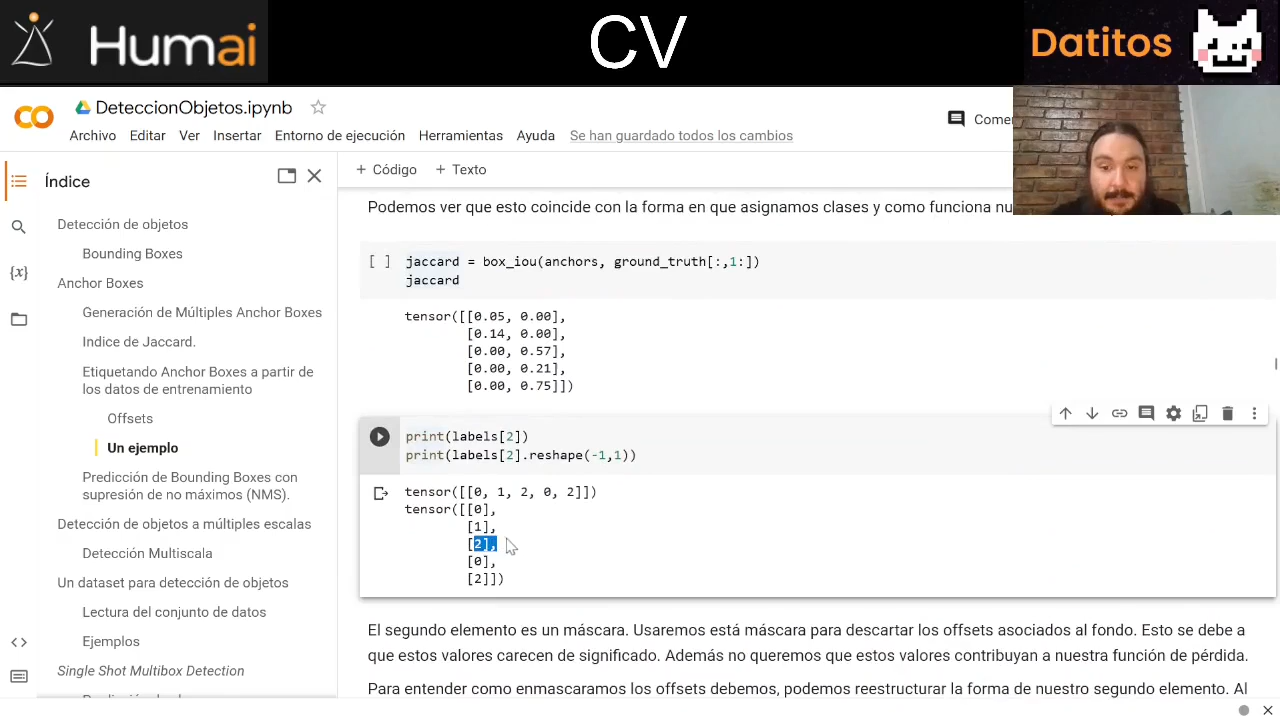 Humai
CV
Datitos
DeteccionObjetos.ipynb
Archivo Editar Ver Insertar Entorno de ejecución Herramientas Ayuda Se han guardado todos los cambios
Comen
Índice
Detección de objetos
Bounding Boxes
Anchor Boxes
Generación de Múltiples Anchor Boxes
Indice de Jaccard.
Etiquetando Anchor Boxes a partir de
los datos de entrenamiento
Offsets
Un ejemplo
Predicción de Bounding Boxes con
supresión de no máximos (NMS).
Detección de objetos a múltiples escalas
Detección Multiscala
Un dataset para detección de objetos
Lectura del conjunto de datos
Ejemplos
Single Shot Multibox Detection
+ Código + Texto
Podemos ver que esto coincide con la forma en que asignamos clases y como funciona nu
[ ] jaccard = box_iou(anchors, ground_truth[:,1:])
jaccard
tensor([[0.05, 0.00],
[0.14, 0.00],
[0.00, 0.57],
[0.00, 0.21],
[0.00, 0.75]])
print(labels[2])
print(labels[2].reshape(-1,1))
tensor([[0, 1, 2, 0, 2]])
tensor([[0],
[1],
[2],
[0],
[2]])
El segundo elemento es un máscara. Usaremos está máscara para descartar los offsets asociados al fondo. Esto se debe a
que estos valores carecen de significado. Además no queremos que estos valores contribuyan a nuestra función de pérdida.
Para entender como enmascaramos los offsets debemos, podemos reestructurar la forma de nuestro segundo elemento. Al